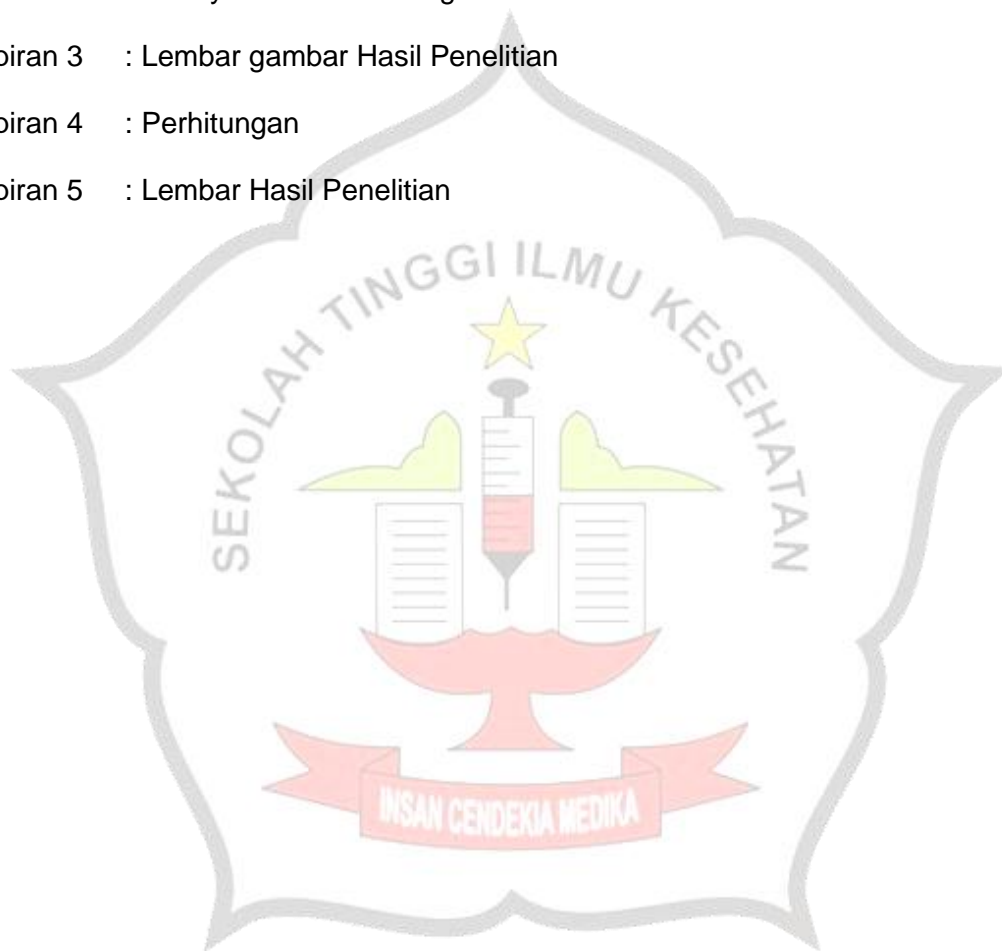 piran 3 : Lembar gambar Hasil Penelitian
piran 4 : Perhitungan
piran 5 : Lembar Hasil Penelitian
SEKOLAH TINGGI ILMU KESEHATAN
INSAN CENDEKIA MEDIKA